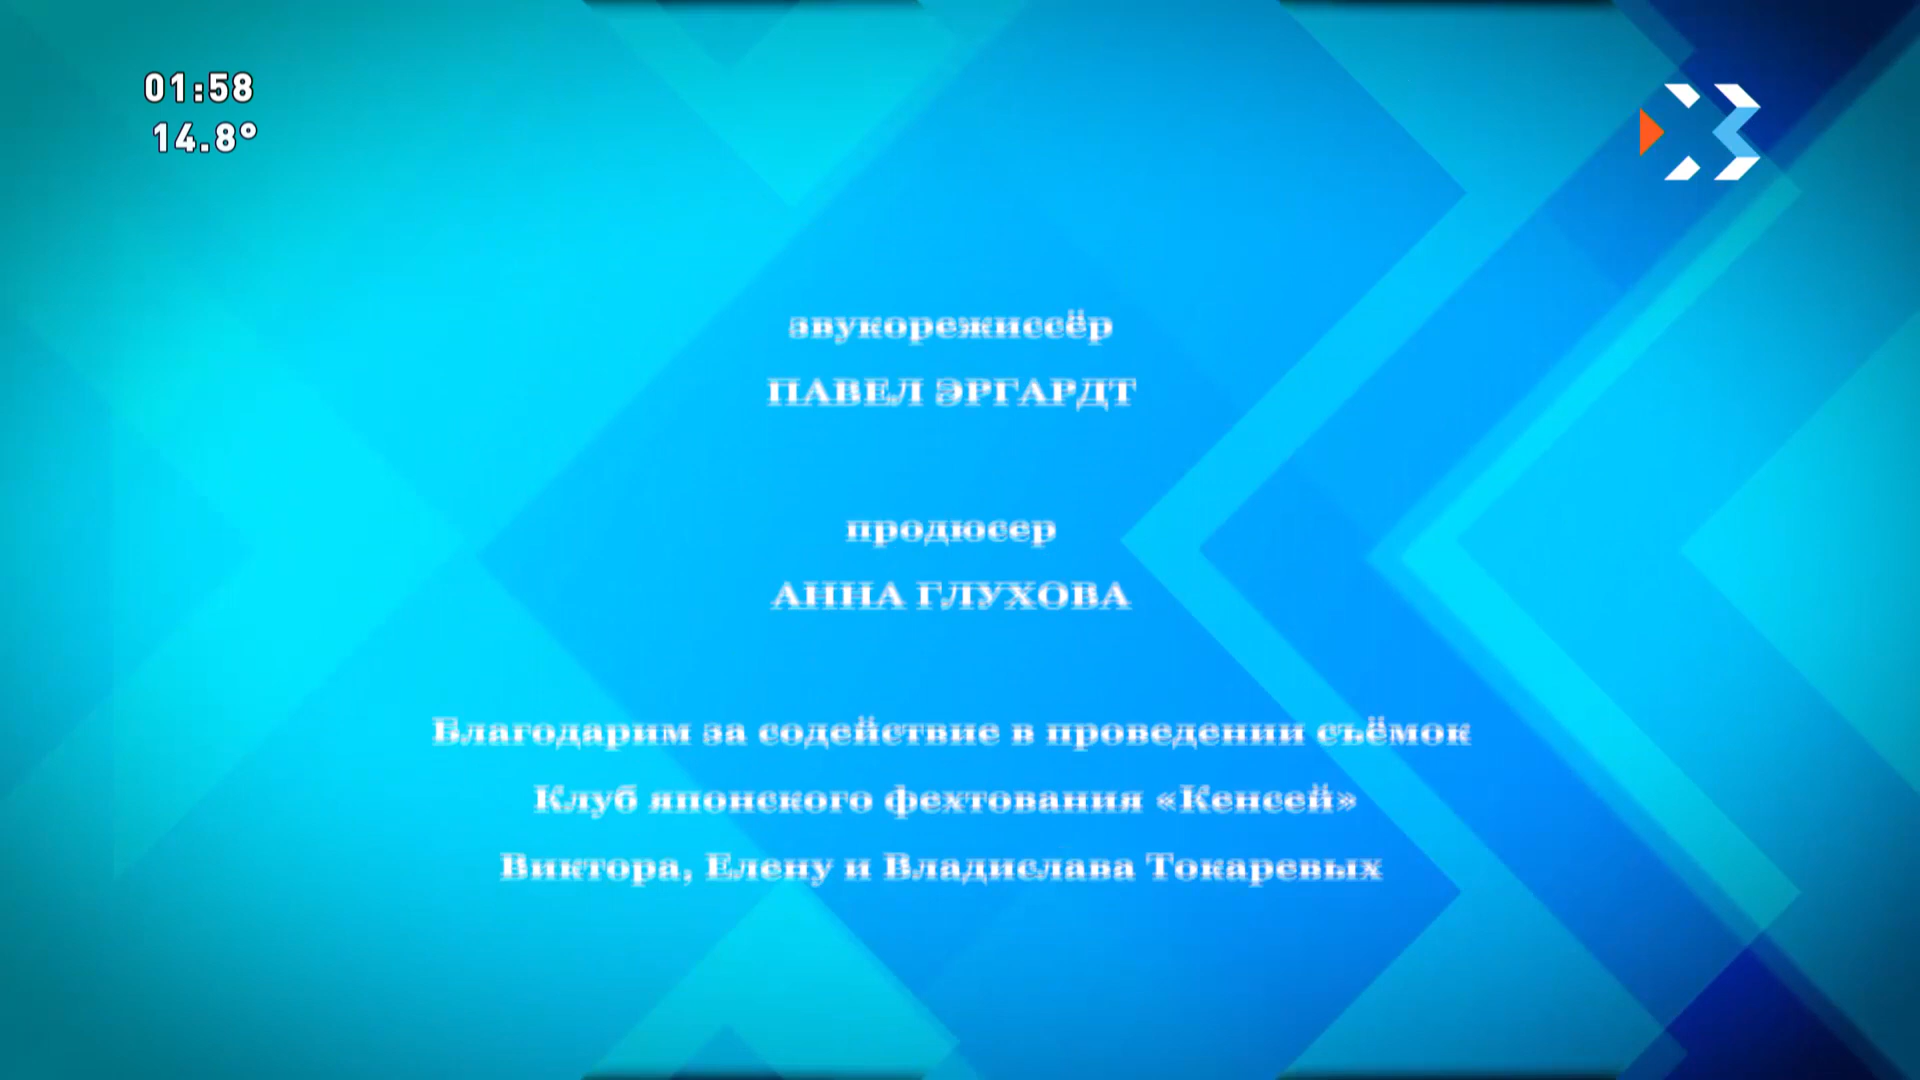 01:58
14.8°
звукорежиссёр
ПАВЕЛ ЭРГАРДТ
продюсер
АННА ГЛУХОВА
Благодарим за содействие в проведении съёмок
Клуб японского фехтования «Кенсей»
Виктора, Елену и Владислава Токаревых